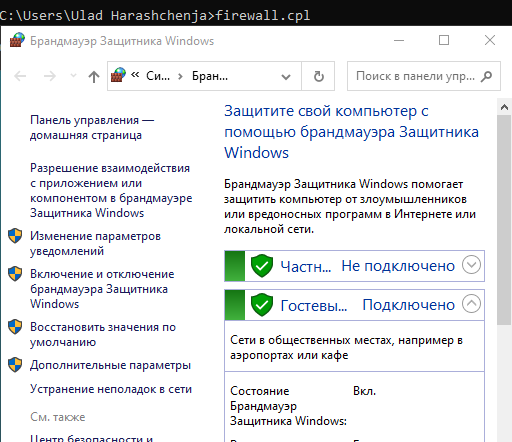 C:\Users\Ulad Harashchenja>firewall.cpl
Брандмауэр Защитника Windows
« Си... > Бран...
Поиск в панели упр...
Панель управления —
домашняя страница
Разрешение взаимодействия
с приложением или
компонентом в брандмауэре
Защитника Windows
Изменение параметров
уведомлений
Включение и отключение
брандмауэра Защитника
Windows
Восстановить значения по
умолчанию
Дополнительные параметры
Устранение неполадок в сети
См. также
Центр безопасности и
Защитите свой компьютер с
помощью брандмауэра Защитника
Windows
Брандмауэр Защитника Windows помогает
защитить компьютер от злоумышленников
или вредоносных программ в Интернете или
локальной сети.
Частн... Не подключено
Гостевы... Подключено
Сети в общественных местах, например в
аэропортах или кафе
Состояние Вкл.
Брандмауэр
Защитника Windows: